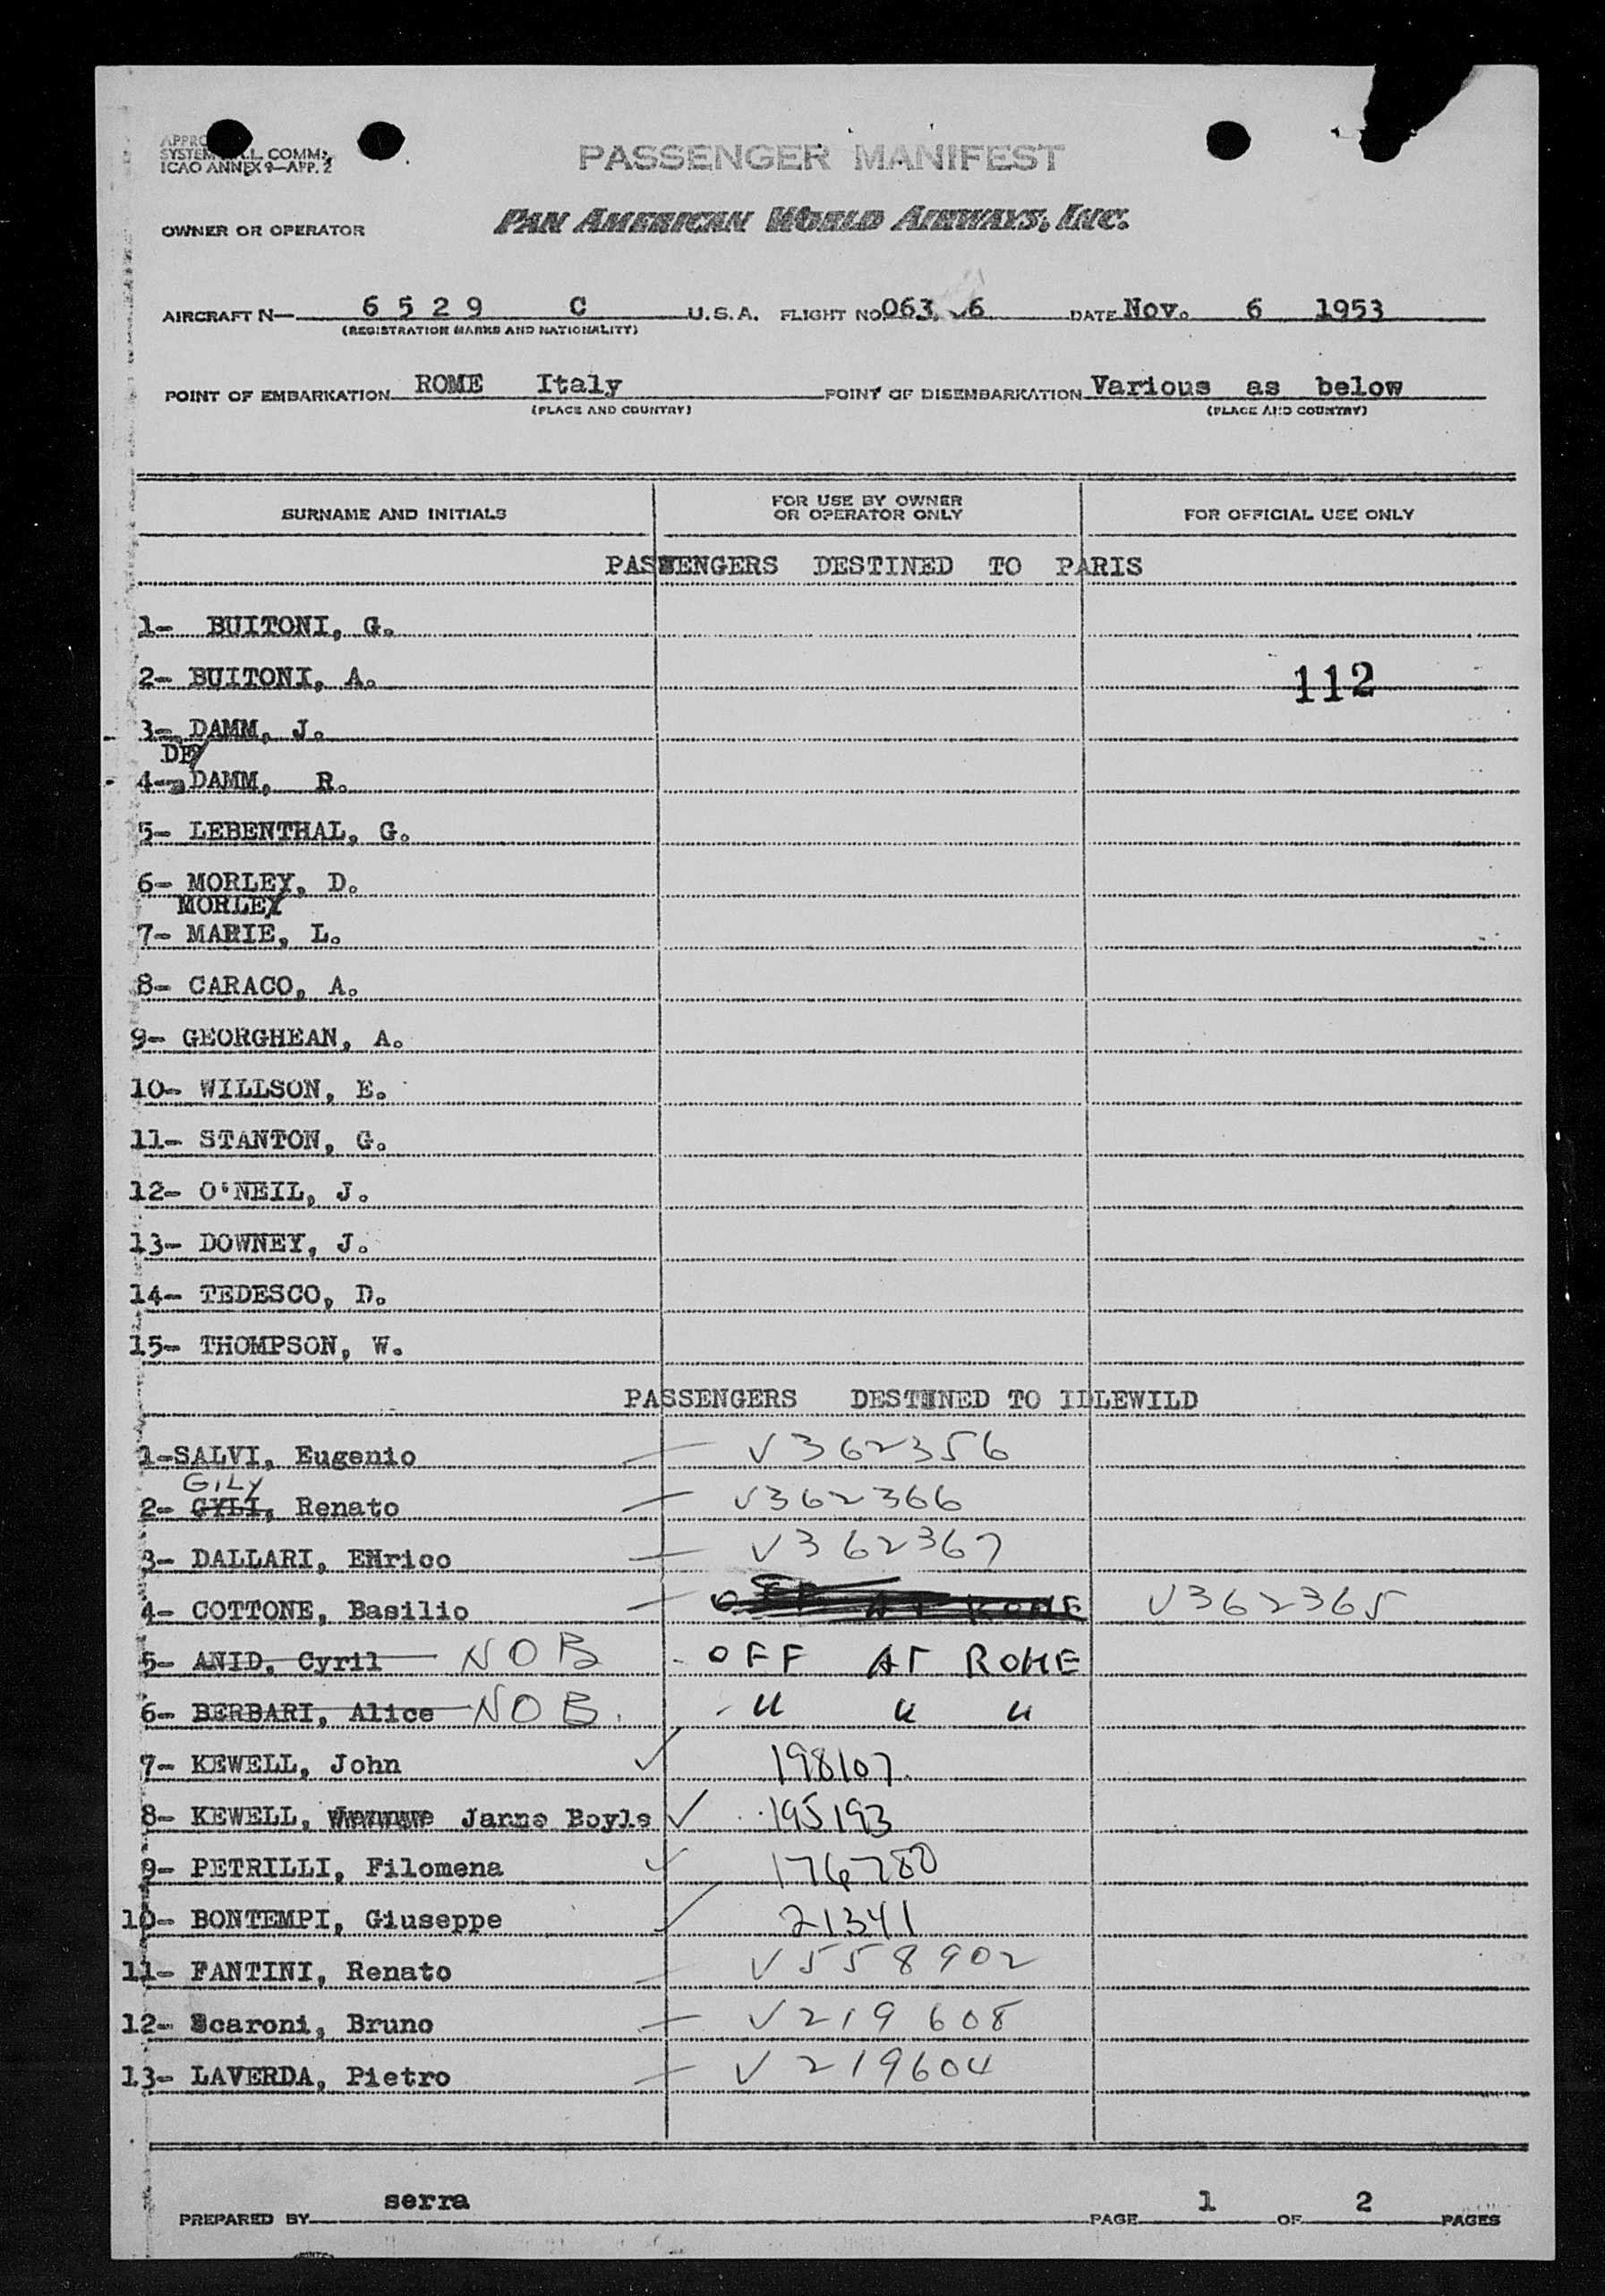 SYSTEM COMM.
ICAO ANNEX 9—APP. 2
PASSENGER MANIFEST
OWNER OR OPERATOR PAN AMERICAN WORLD AIRWAYS, INC.
AIRCRAFT N— 6529 C U.S.A. FLIGHT NO. 063 6 DATE Nov. 6 1953
(REGISTRATION MARKS AND NATIONALITY)
POINT OF EMBARKATION ROME Italy POINT OF DISEMBARKATION Various as below
(PLACE AND COUNTRY) (PLACE AND COUNTRY)
SURNAME AND INITIALS FOR USE BY OWNER OR OPERATOR ONLY FOR OFFICIAL USE ONLY
PASSENGERS DESTINED TO PARIS
1- BUITONI, G.
2- BUITONI, A. 112
3- DAMM, J.
DE/
4- DAMM, R.
5- LEBENTHAL, G.
6- MORLEY, D.
MORLEY/
7- MARIE, L.
8- CARACO, A.
9- GEORGHEAN, A.
10- WILLSON, E.
11- STANTON, G.
12- O'NEIL, J.
13- DOWNEY, J.
14- TEDESCO, D.
15- THOMPSON, W.
PASSENGERS DESTINED TO IDLEWILD
1-SALVI, Eugenio — V362356
GILY
2- GYLI, Renato — V362366
3- DALLARI, ENrico — V362367
4- COTTONE, Basilio — OFF AT ROME V362365
5- ANID, Cyril NOB - OFF AT ROME
6- BERBARI, Alice NOB. - " " "
7- KEWELL, John ✓ 198107
8- KEWELL, Janne Boyle ✓ 195193
9- PETRILLI, Filomena ✓ 176780
10- BONTEMPI, Giuseppe ✓ 21341
11- FANTINI, Renato — V558902
12- Scaroni, Bruno — V219608
13- LAVERDA, Pietro — V219604
PREPARED BY serra PAGE 1 OF 2 PAGES